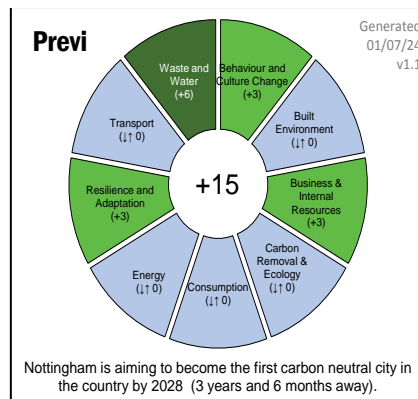 Previ
Generated
01/07/24
v1.1
Waste and
Water
(+6)
Behaviour and
Culture Change
(+3)
Transport
(↓↑ 0)
Built
Environment
(↓↑ 0)
Resilience and
Adaptation
(+3)
+15
Business &
Internal
Resources
(+3)
Energy
(↓↑ 0)
Consumption
(↓↑ 0)
Carbon
Removal &
Ecology
(↓↑ 0)
Nottingham is aiming to become the first carbon neutral city in
the country by 2028 (3 years and 6 months away).